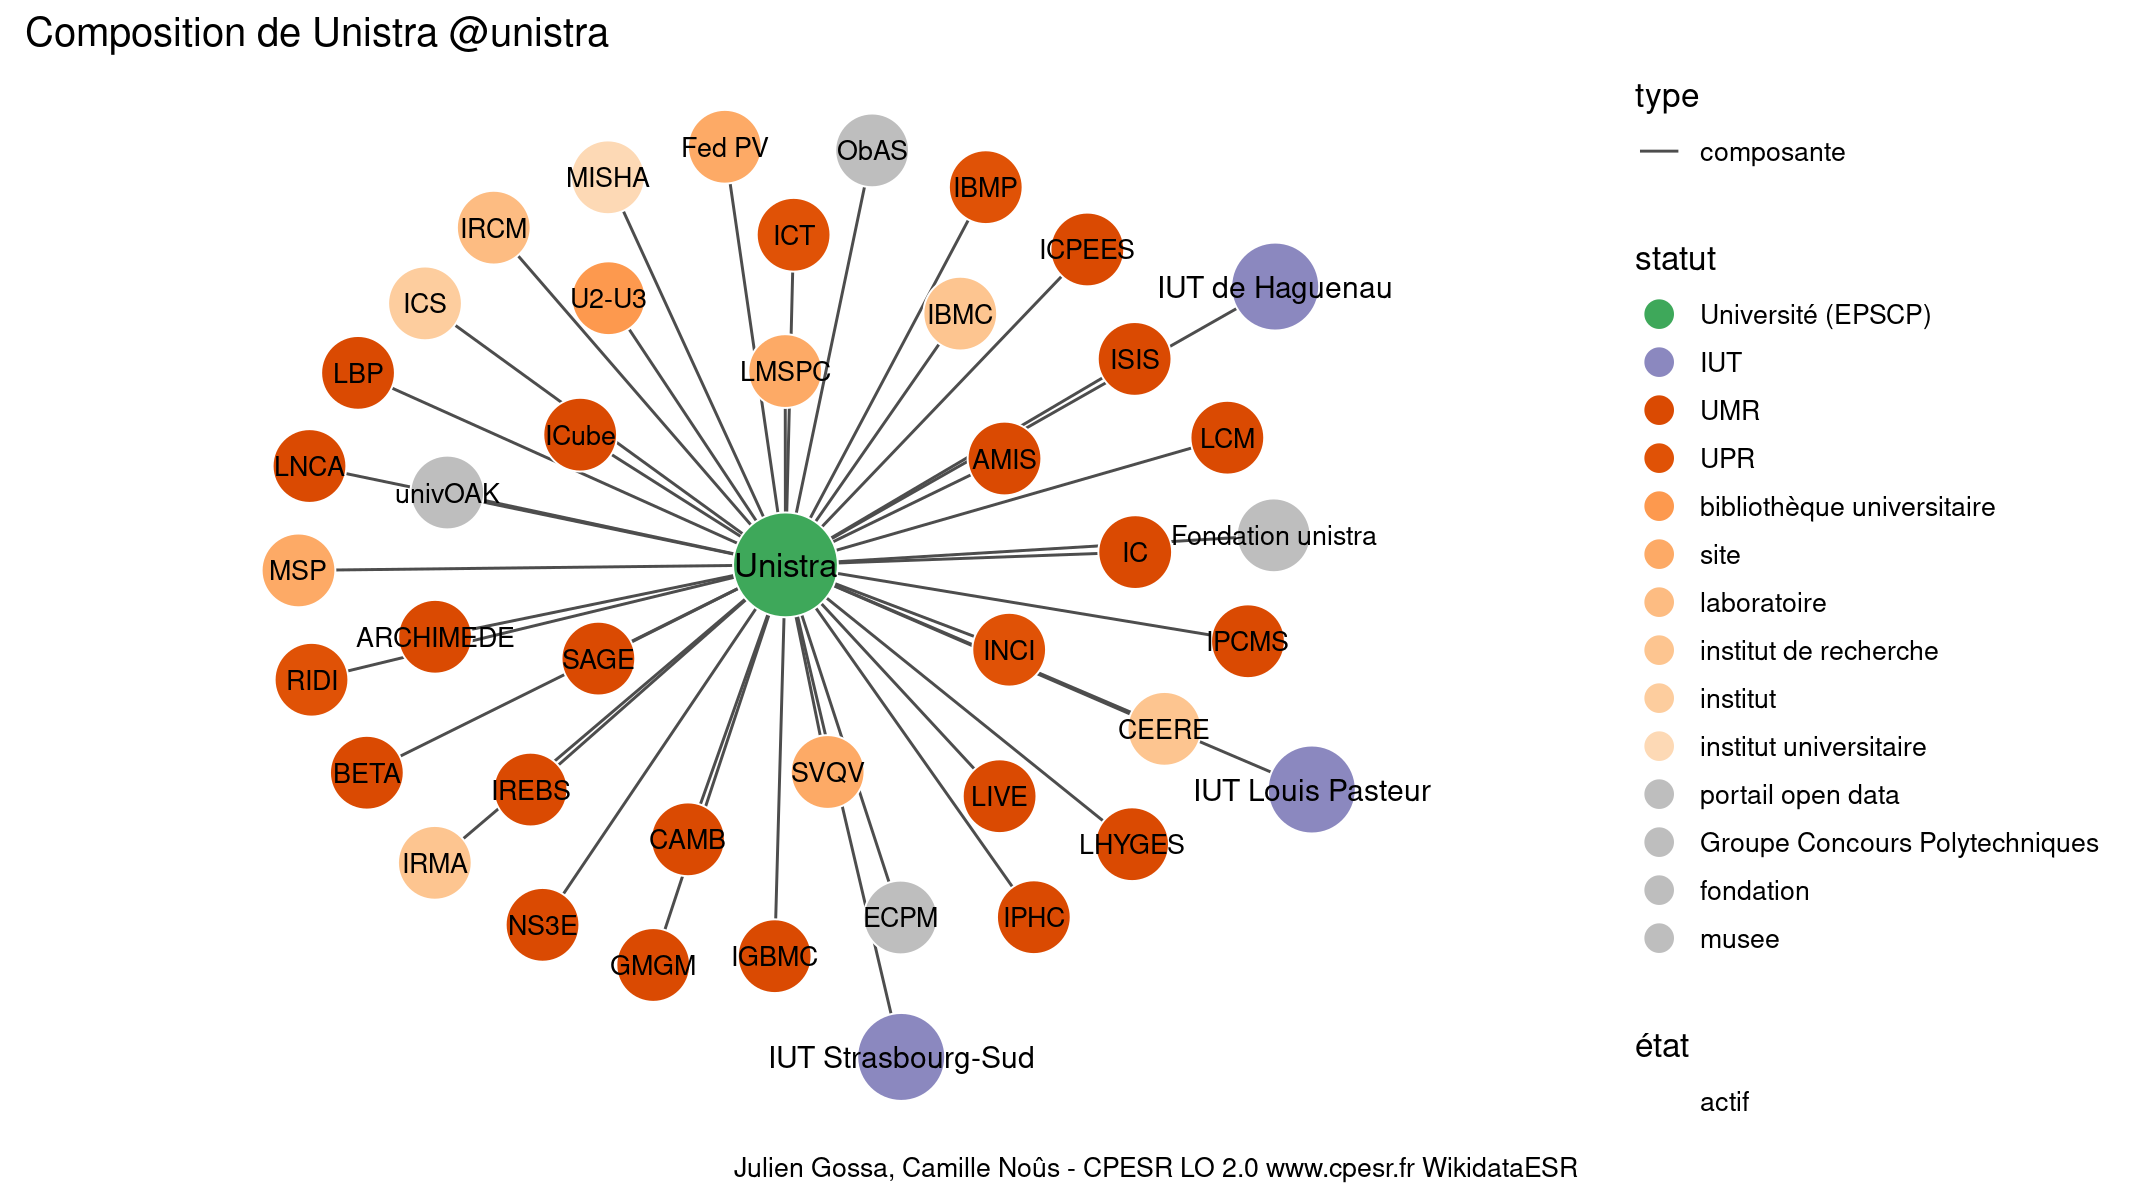 Composition de Unistra @unistra
Fed PV
ObAS
MISHA
IBMP
IRCM
ICT
ICPEES
IUT de Haguenau
U2-U3
ICS
IBMC
ISIS
LMSPC
LBP
ICube
LCM
AMIS
LNCA
univOAK
Fondation unistra
IC
Unistra
MSP
ARCHIMEDE
IPCMS
INCI
SAGE
RIDI
CEERE
BETA
SVQV
IUT Louis Pasteur
IREBS
LIVE
CAMB
LHYGES
IRMA
NS3E
ECPM
IPHC
GMGM
IGBMC
IUT Strasbourg-Sud
type
composante
statut
Université (EPSCP)
IUT
UMR
UPR
bibliothèque universitaire
site
laboratoire
institut de recherche
institut
institut universitaire
portail open data
Groupe Concours Polytechniques
fondation
musee
état
actif
Julien Gossa, Camille Noûs - CPESR LO 2.0 www.cpesr.fr WikidataESR